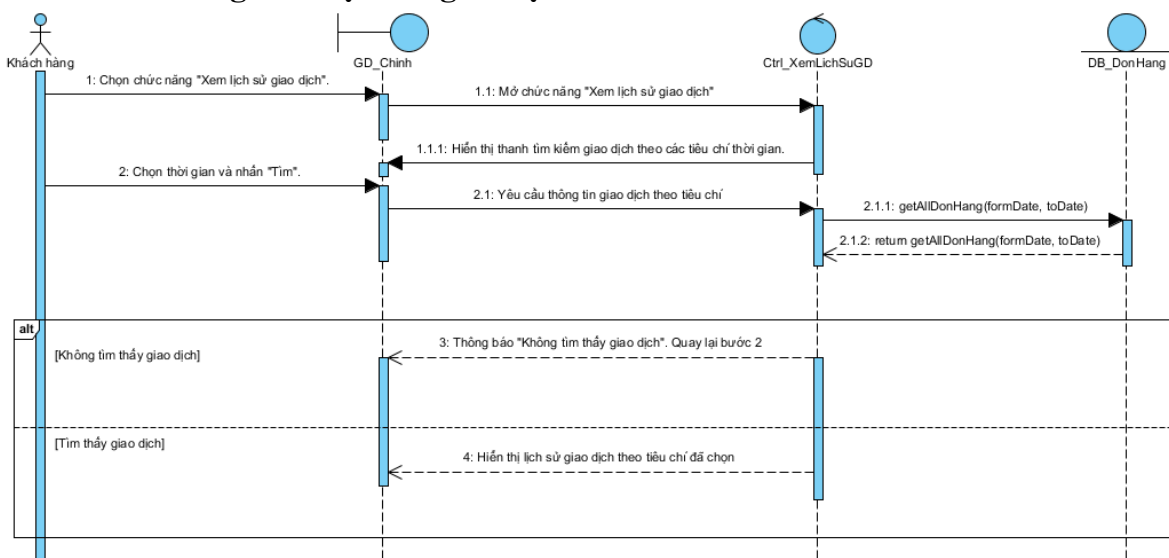 Khách hàng
GD_Chinh
Ctrl_XemLichSuGD
DB_DonHang
1: Chọn chức năng "Xem lịch sử giao dịch".
1.1: Mở chức năng "Xem lịch sử giao dịch"
1.1.1: Hiển thị thanh tìm kiếm giao dịch theo các tiêu chí thời gian.
2: Chọn thời gian và nhấn "Tìm".
2.1: Yêu cầu thông tin giao dịch theo tiêu chí
2.1.1: getAllDonHang(formDate, toDate)
2.1.2: return getAllDonHang(formDate, toDate)
alt
[Không tìm thấy giao dịch]
3: Thông báo "Không tìm thấy giao dịch". Quay lại bước 2
[Tìm thấy giao dịch]
4: Hiển thị lịch sử giao dịch theo tiêu chí đã chọn